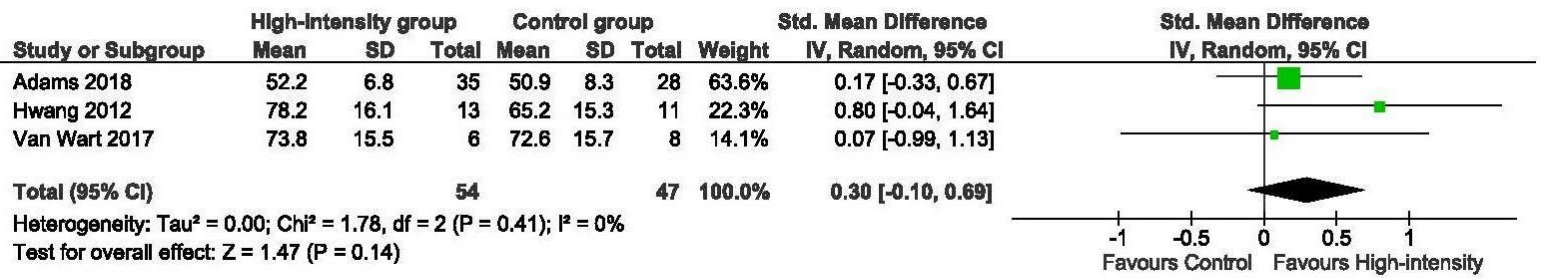 High-intensity group Control group Std. Mean Difference Std. Mean Difference
Study or Subgroup Mean SD Total Mean SD Total Weight IV, Random, 95% CI IV, Random, 95% CI
Adams 2018 52.2 6.8 35 50.9 8.3 28 63.6% 0.17 [-0.33, 0.67]
Hwang 2012 78.2 16.1 13 65.2 15.3 11 22.3% 0.80 [-0.04, 1.64]
Van Wart 2017 73.8 15.5 6 72.6 15.7 8 14.1% 0.07 [-0.99, 1.13]
Total (95% CI) 54 47 100.0% 0.30 [-0.10, 0.69]
Heterogeneity: Tau² = 0.00; Chi² = 1.78, df = 2 (P = 0.41); I² = 0%
Test for overall effect: Z = 1.47 (P = 0.14)
-1 -0.5 0 0.5 1
Favours Control Favours High-intensity